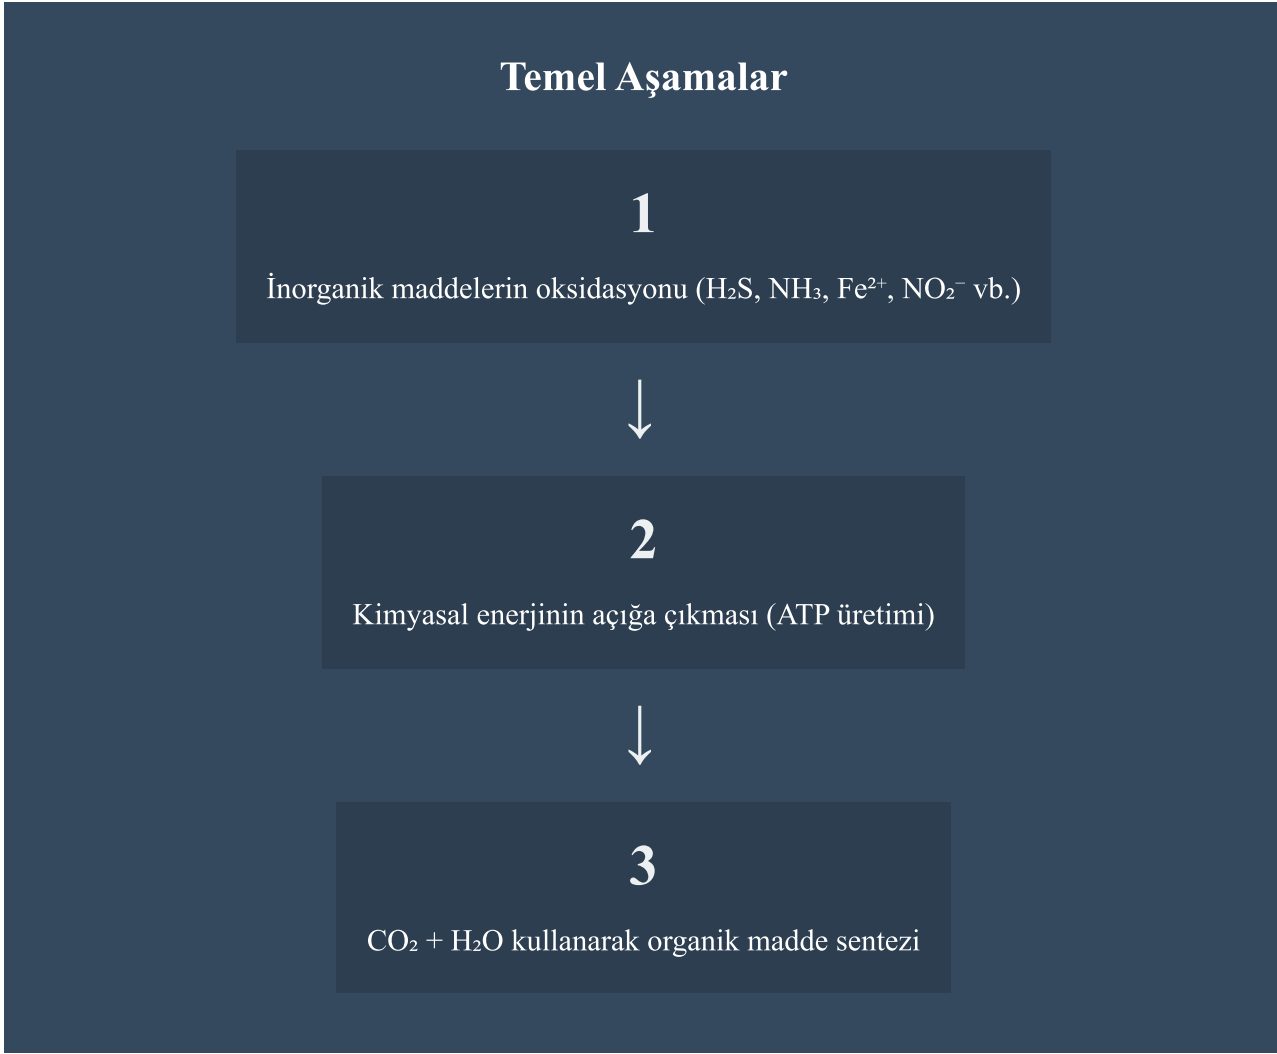 Temel Aşamalar
1
İnorganik maddelerin oksidasyonu (H₂S, NH₃, Fe²⁺, NO₂⁻ vb.)
↓
2
Kimyasal enerjinin açığa çıkması (ATP üretimi)
↓
3
CO₂ + H₂O kullanarak organik madde sentezi